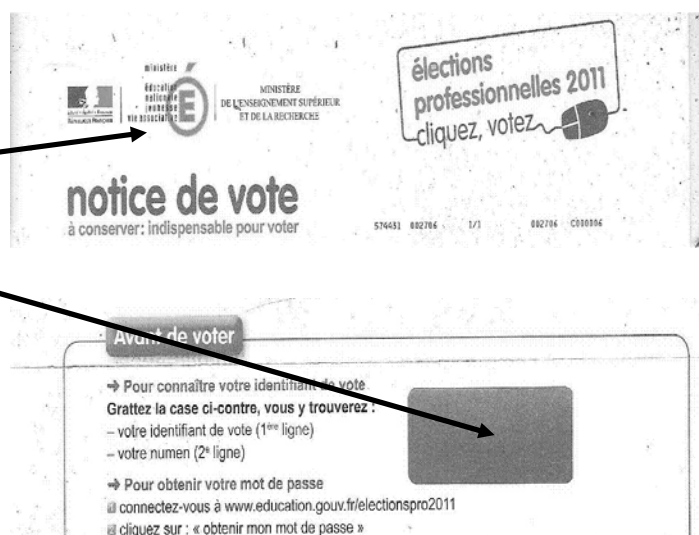 ministère
éducation
nationale
jeunesse
vie associative
MINISTÈRE
DE L'ENSEIGNEMENT SUPÉRIEUR
ET DE LA RECHERCHE
élections
professionnelles 2011
cliquez, votez
notice de vote
à conserver: indispensable pour voter
574431 002706 1/1 002706
Avant de voter
➔ Pour connaître votre identifiant de vote
Grattez la case ci-contre, vous y trouverez :
– votre identifiant de vote (1ère ligne)
– votre numen (2e ligne)
➔ Pour obtenir votre mot de passe
connectez-vous à www.education.gouv.fr/electionspro2011
cliquez sur : « obtenir mon mot de passe »